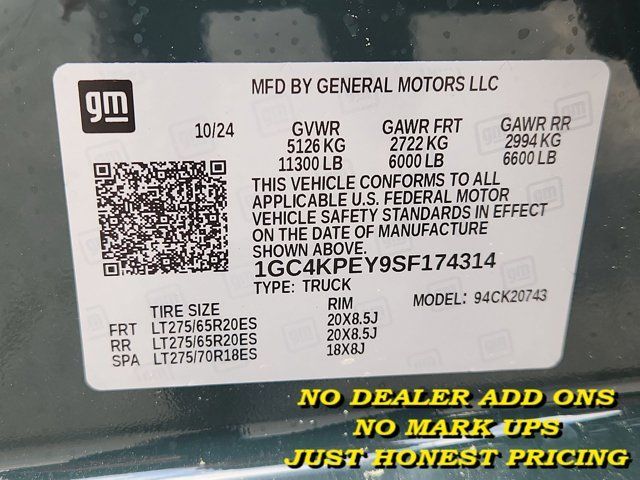 gm
MFD BY GENERAL MOTORS LLC
10/24 GVWR GAWR FRT GAWR RR
5126 KG 2722 KG 2994 KG
11300 LB 6000 LB 6600 LB
THIS VEHICLE CONFORMS TO ALL
APPLICABLE U.S. FEDERAL MOTOR
VEHICLE SAFETY STANDARDS IN EFFECT
ON THE DATE OF MANUFACTURE
SHOWN ABOVE.
1GC4KPEY9SF174314
TYPE: TRUCK MODEL: 94CK20743
TIRE SIZE RIM
FRT LT275/65R20ES 20X8.5J
RR LT275/65R20ES 20X8.5J
SPA LT275/70R18ES 18X8J
NO DEALER ADD ONS
NO MARK UPS
JUST HONEST PRICING